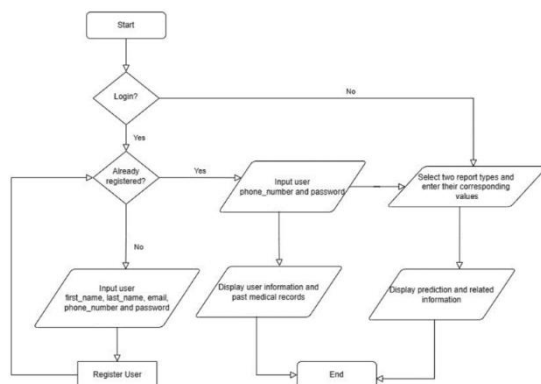 Start
Login?
No
Yes
Already
registered?
Yes
Input user
phone_number and password
Select two report types and
enter their corresponding
values
No
Input user
first_name, last_name, email,
phone_number and password
Display user information and
past medical records
Display prediction and related
information
Register User
End